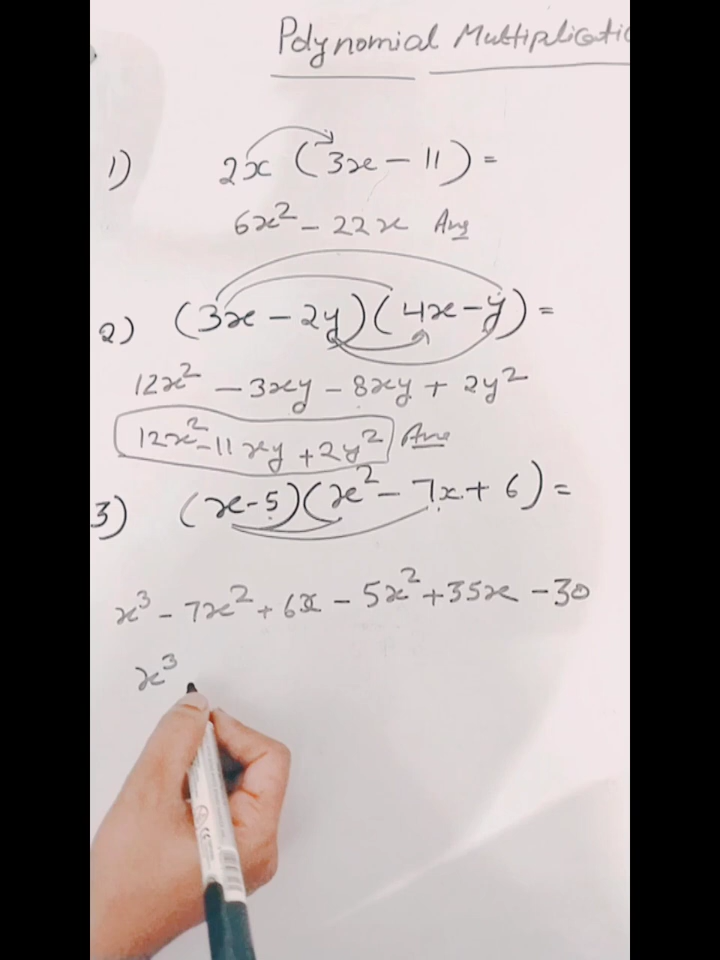 Polynomial Multiplicatio
1) 2x (3x - 11) =
6x² - 22x Ans
2) (3x - 2y)(4x - y) =
12x² - 3xy - 8xy + 2y²
12x² - 11xy + 2y² Ans
3) (x - 5)(x² - 7x + 6) =
x³ - 7x² + 6x - 5x² + 35x - 30
x³